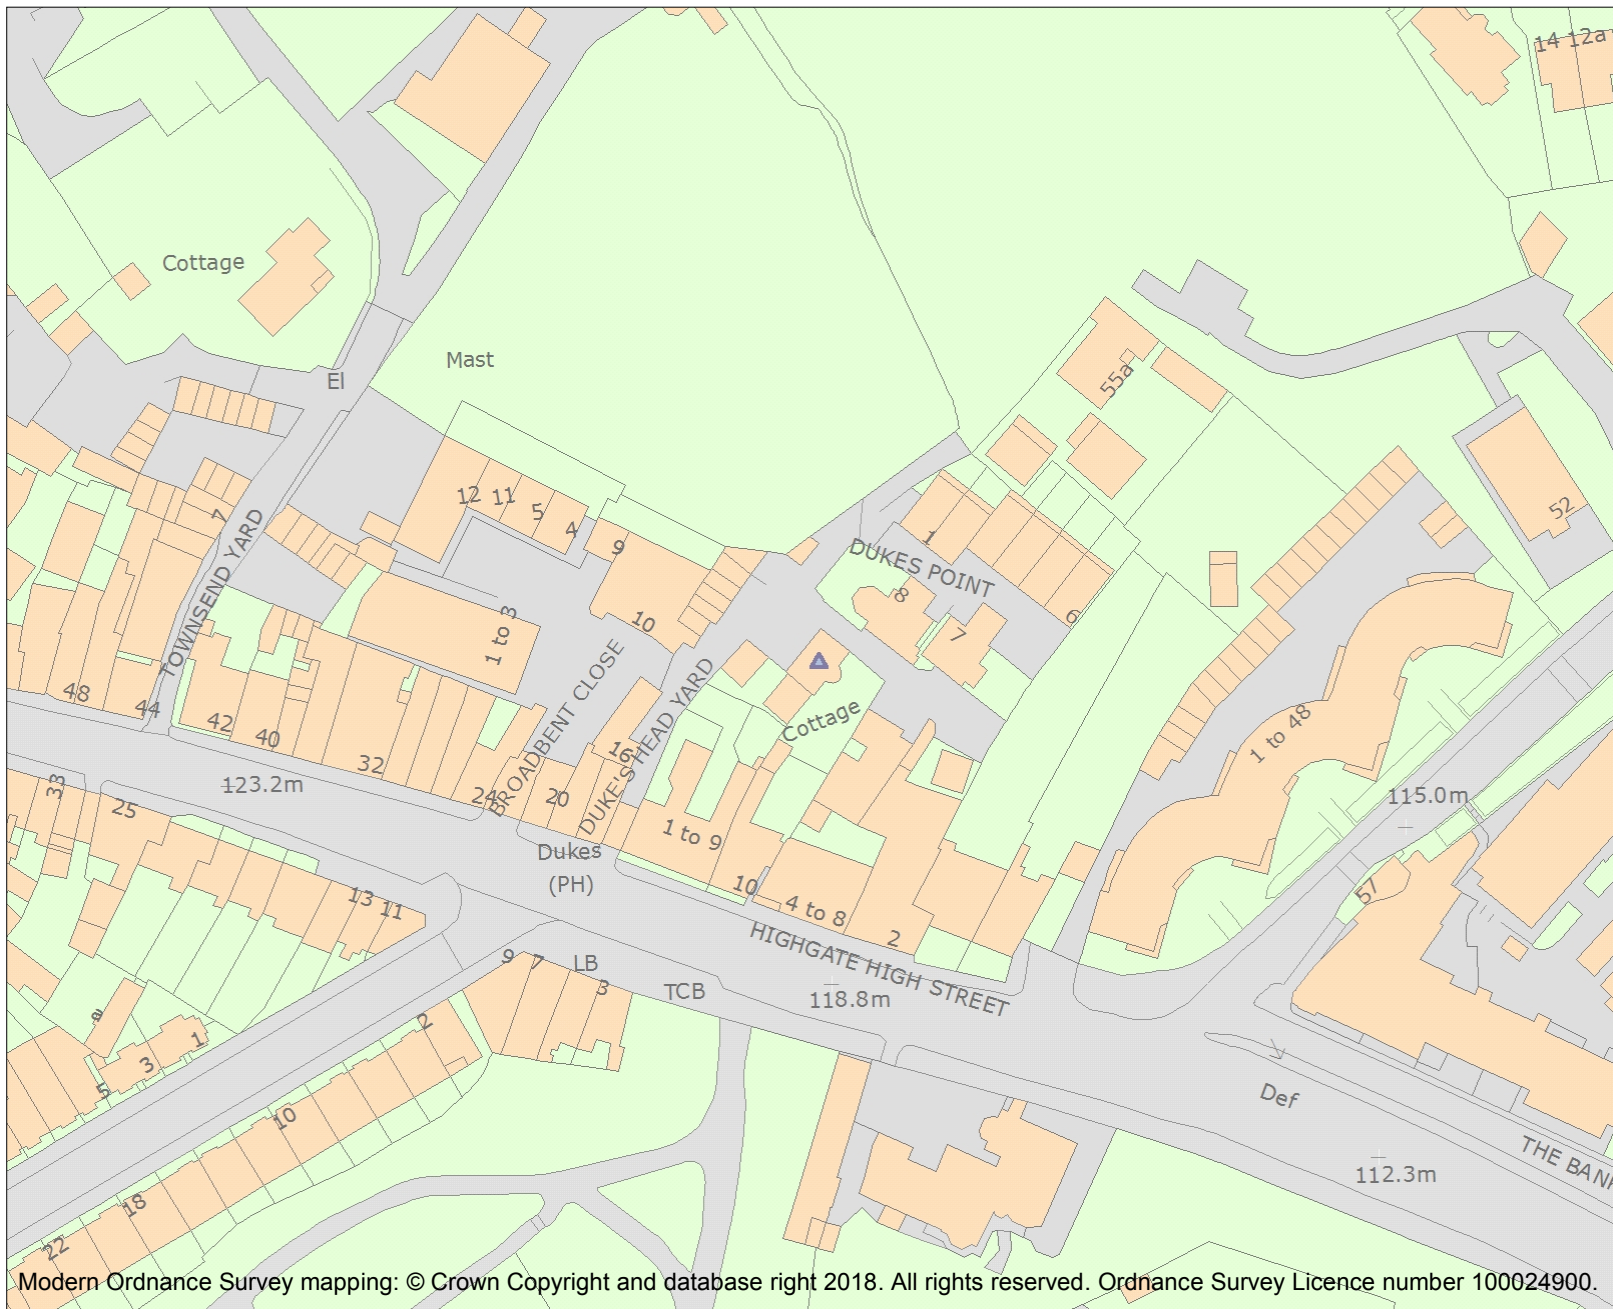 14 12a
Cottage
Mast
El
55a
12 11 5 4
9
52
7
1
DUKES POINT
8
10
6
1 to 3
7
TOWNSEND YARD
BROADBENT CLOSE
DUKE'S HEAD YARD
Cottage
48
44
42
40
32
16
1 to 48
33
123.2m
24
20
115.0m
25
1 to 9
Dukes
(PH)
10
57
13 11
4 to 8
2
HIGHGATE HIGH STREET
9 7
LB
3
TCB
118.8m
2
1
3
5
Def
10
THE BANK
112.3m
18
22
Modern Ordnance Survey mapping: © Crown Copyright and database right 2018. All rights reserved. Ordnance Survey Licence number 100024900.